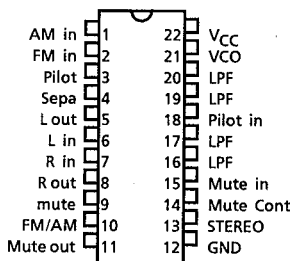 AM in 1 22 VCC
FM in 2 21 VCO
Pilot 3 20 LPF
Sepa 4 19 LPF
L out 5 18 Pilot in
L in 6 17 LPF
R in 7 16 LPF
R out 8 15 Mute in
mute 9 14 Mute Cont
FM/AM 10 13 STEREO
Mute out 11 12 GND